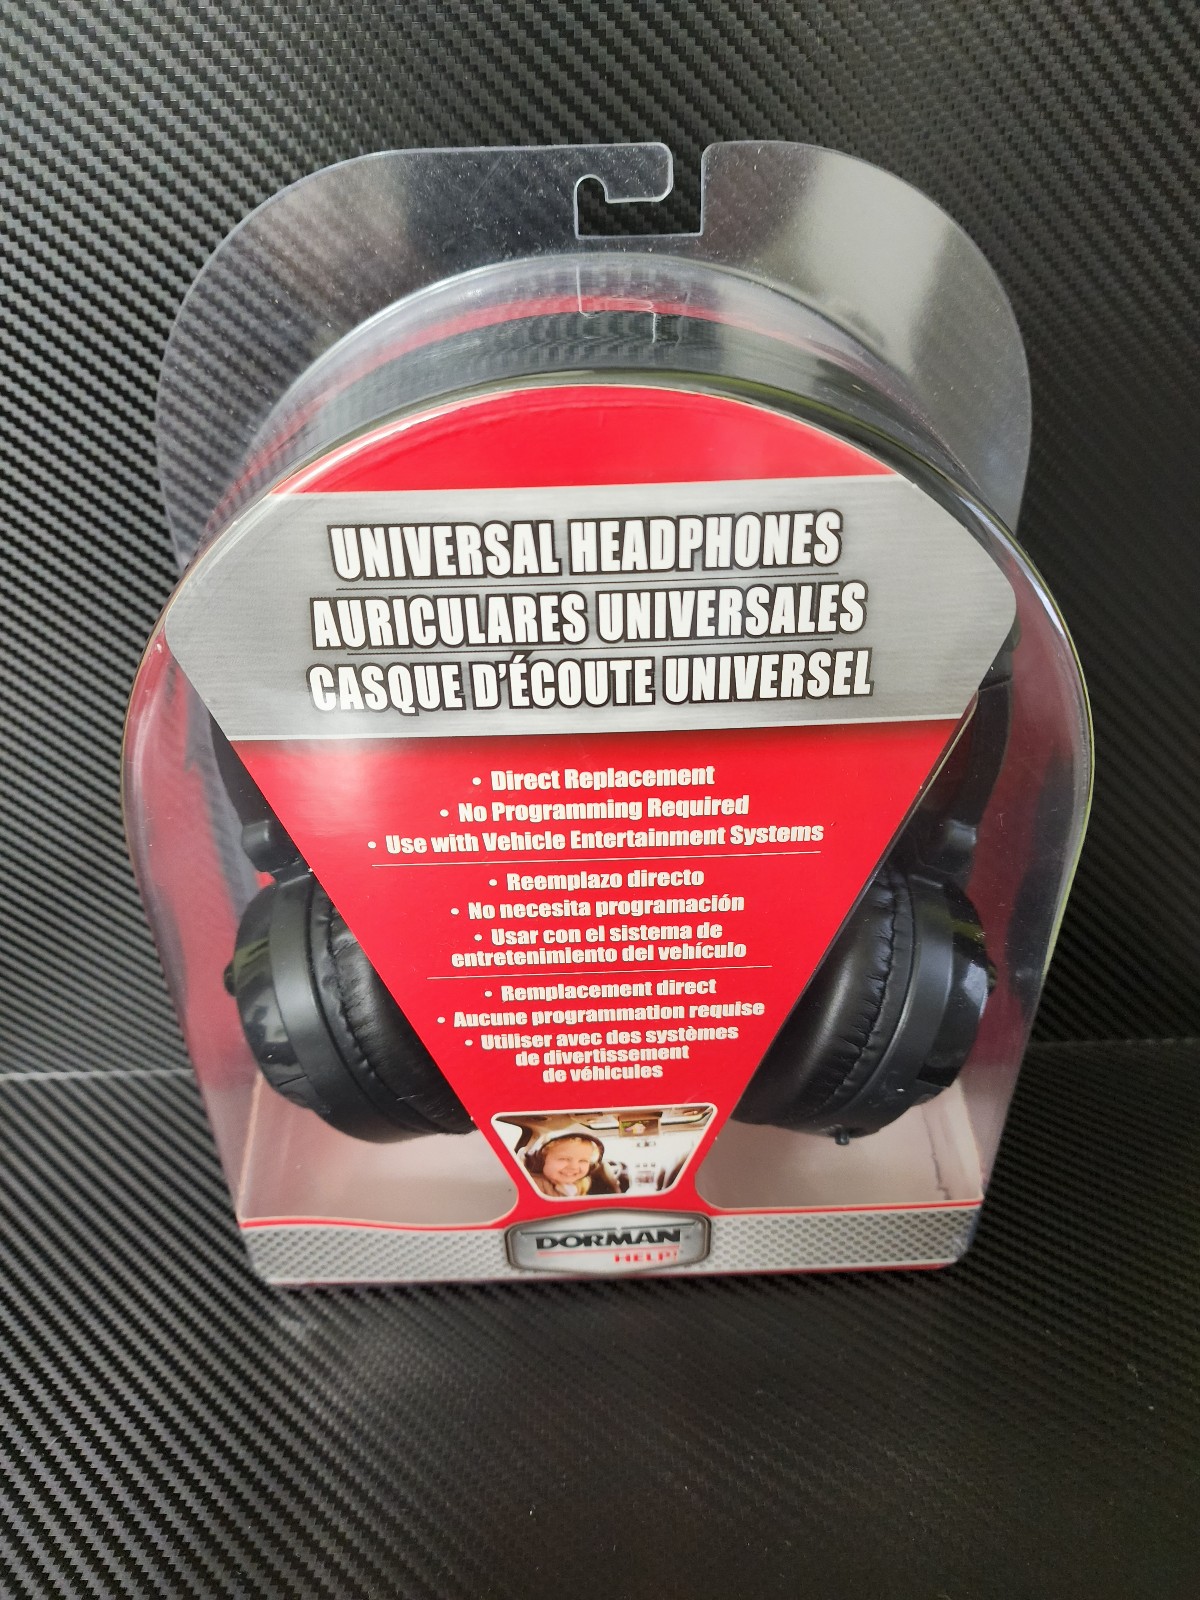 UNIVERSAL HEADPHONES
AURICULARES UNIVERSALES
CASQUE D'ÉCOUTE UNIVERSEL
• Direct Replacement
• No Programming Required
• Use with Vehicle Entertainment Systems
• Reemplazo directo
• No necesita programación
• Usar con el sistema de
entretenimiento del vehículo
• Remplacement direct
• Aucune programmation requise
• Utiliser avec des systèmes
de divertissement
de véhicules
DORMAN®
HELP!